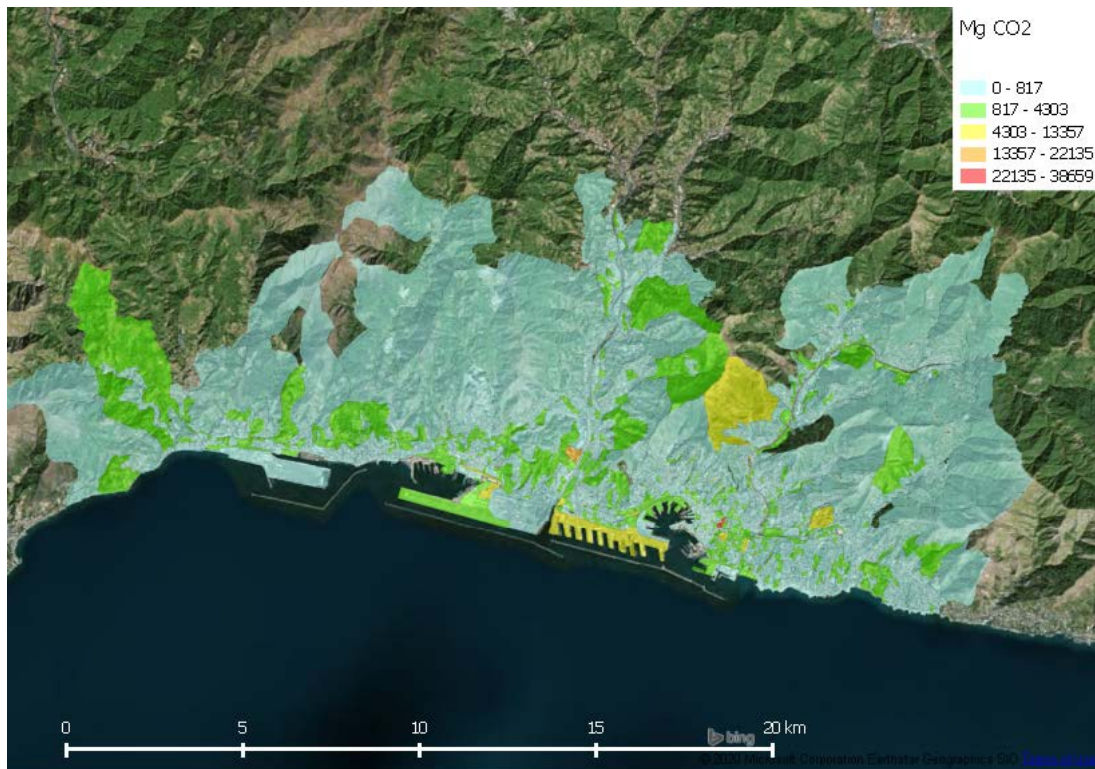 Mg CO2
0 - 817
817 - 4303
4303 - 13357
13357 - 22135
22135 - 38659
0 5 10 15 20 km
bing
© 2020 Microsoft Corporation Earthstar Geographics SIO